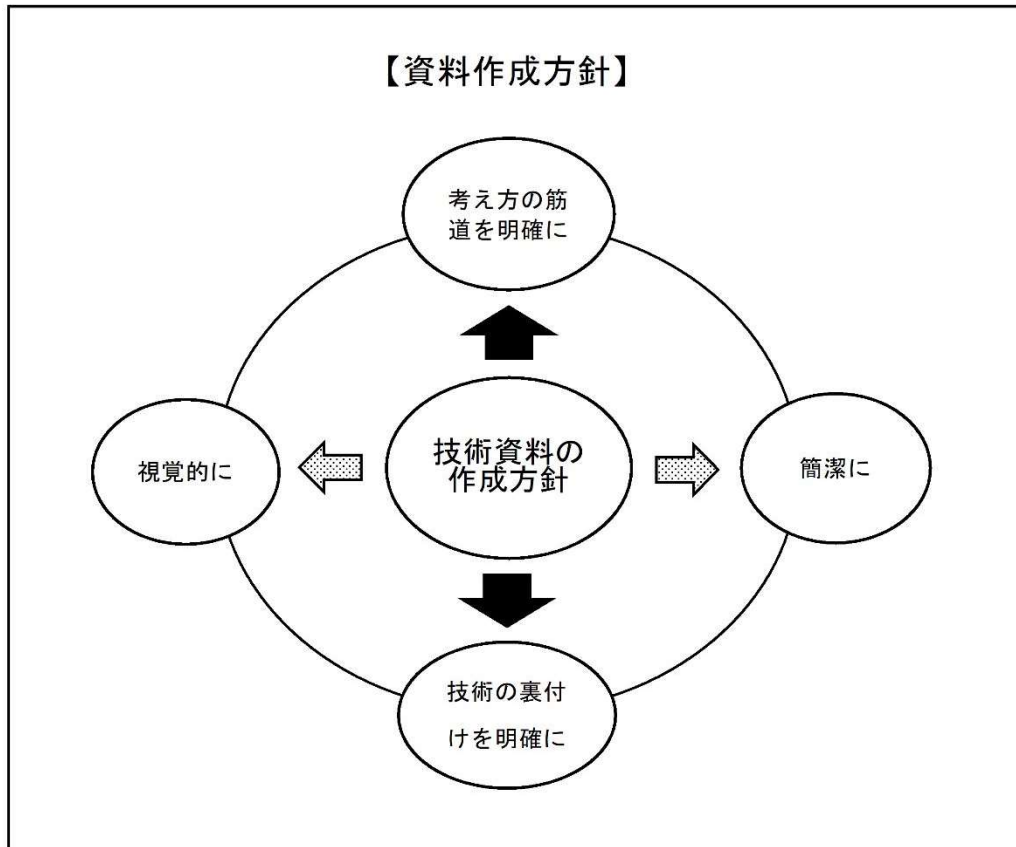 【資料作成方針】
考え方の筋
道を明確に
視覚的に
技術資料の
作成方針
簡潔に
技術の裏付
けを明確に